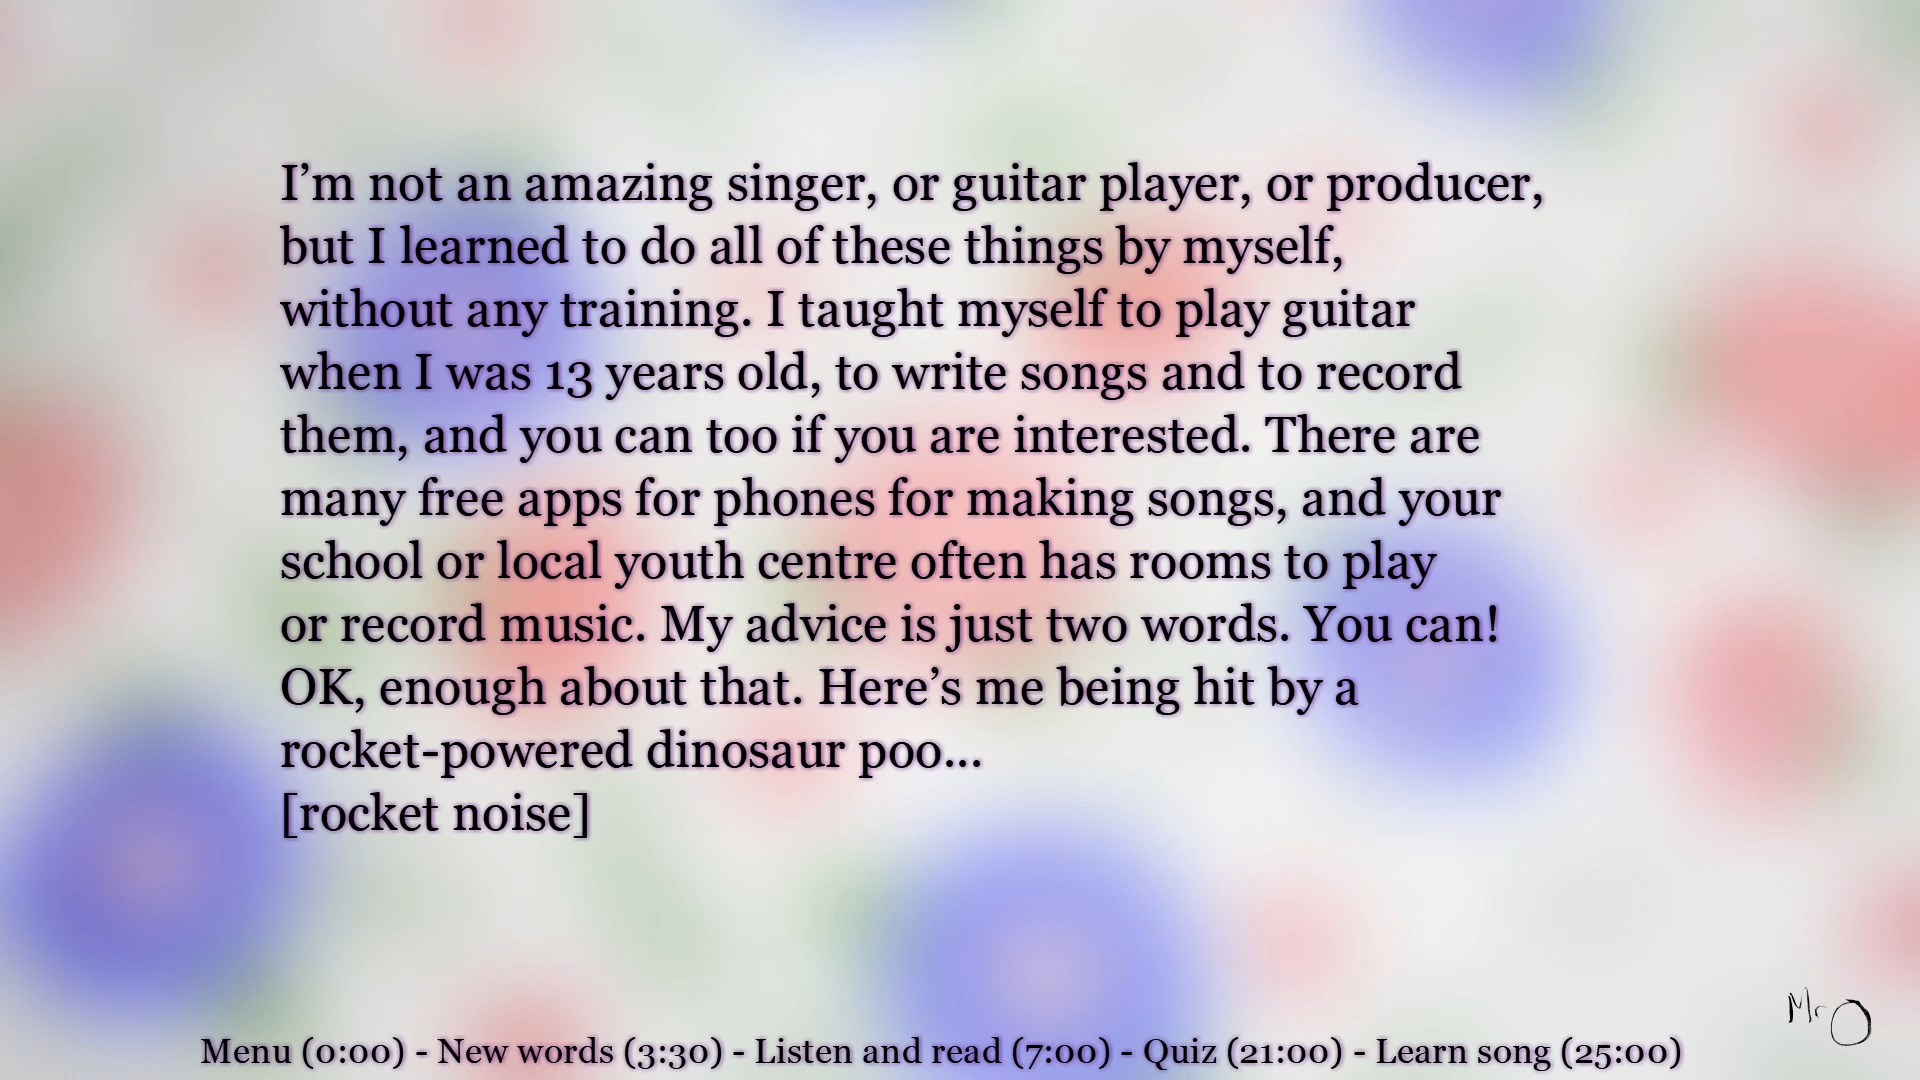 I’m not an amazing singer, or guitar player, or producer,
but I learned to do all of these things by myself,
without any training. I taught myself to play guitar
when I was 13 years old, to write songs and to record
them, and you can too if you are interested. There are
many free apps for phones for making songs, and your
school or local youth centre often has rooms to play
or record music. My advice is just two words. You can!
OK, enough about that. Here’s me being hit by a
rocket-powered dinosaur poo...
[rocket noise]
Mr O
Menu (0:00) - New words (3:30) - Listen and read (7:00) - Quiz (21:00) - Learn song (25:00)